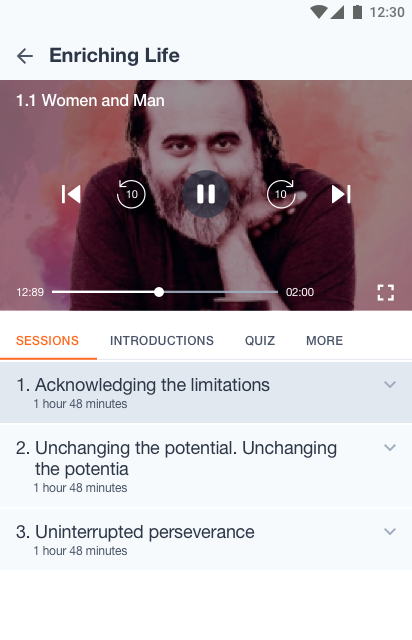 12:30
Enriching Life
1.1 Women and Man
10
10
12:89
02:00
SESSIONS
INTRODUCTIONS
QUIZ
MORE
1. Acknowledging the limitations
1 hour 48 minutes
2. Unchanging the potential. Unchanging
the potentia
1 hour 48 minutes
3. Uninterrupted perseverance
1 hour 48 minutes